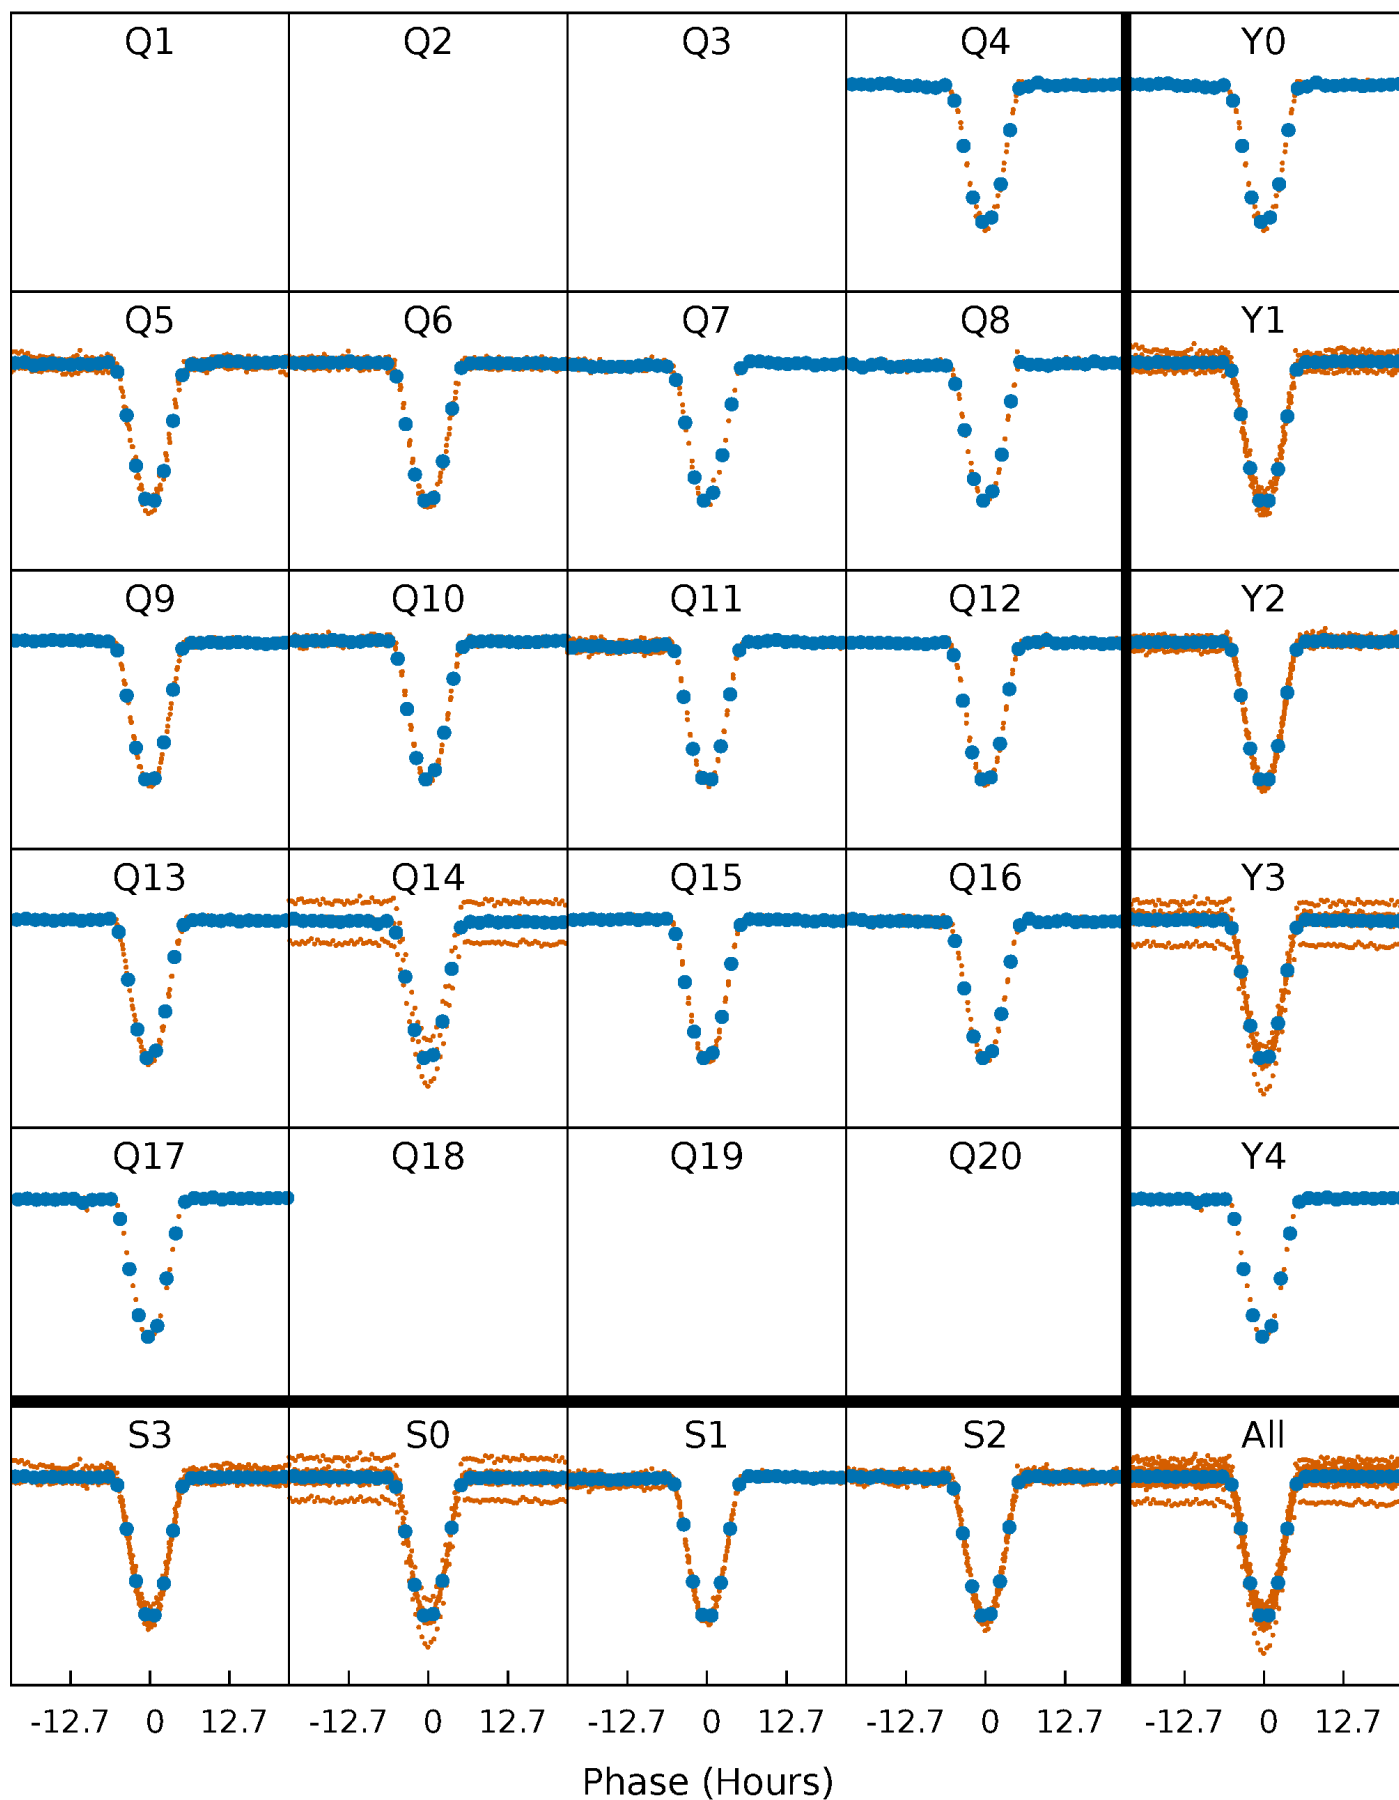 Q1 Q2 Q3 Q4 Y0
Q5 Q6 Q7 Q8 Y1
Q9 Q10 Q11 Q12 Y2
Q13 Q14 Q15 Q16 Y3
Q17 Q18 Q19 Q20 Y4
S3 S0 S1 S2 All
-12.7 0 12.7 -12.7 0 12.7 -12.7 0 12.7 -12.7 0 12.7 -12.7 0 12.7
Phase (Hours)